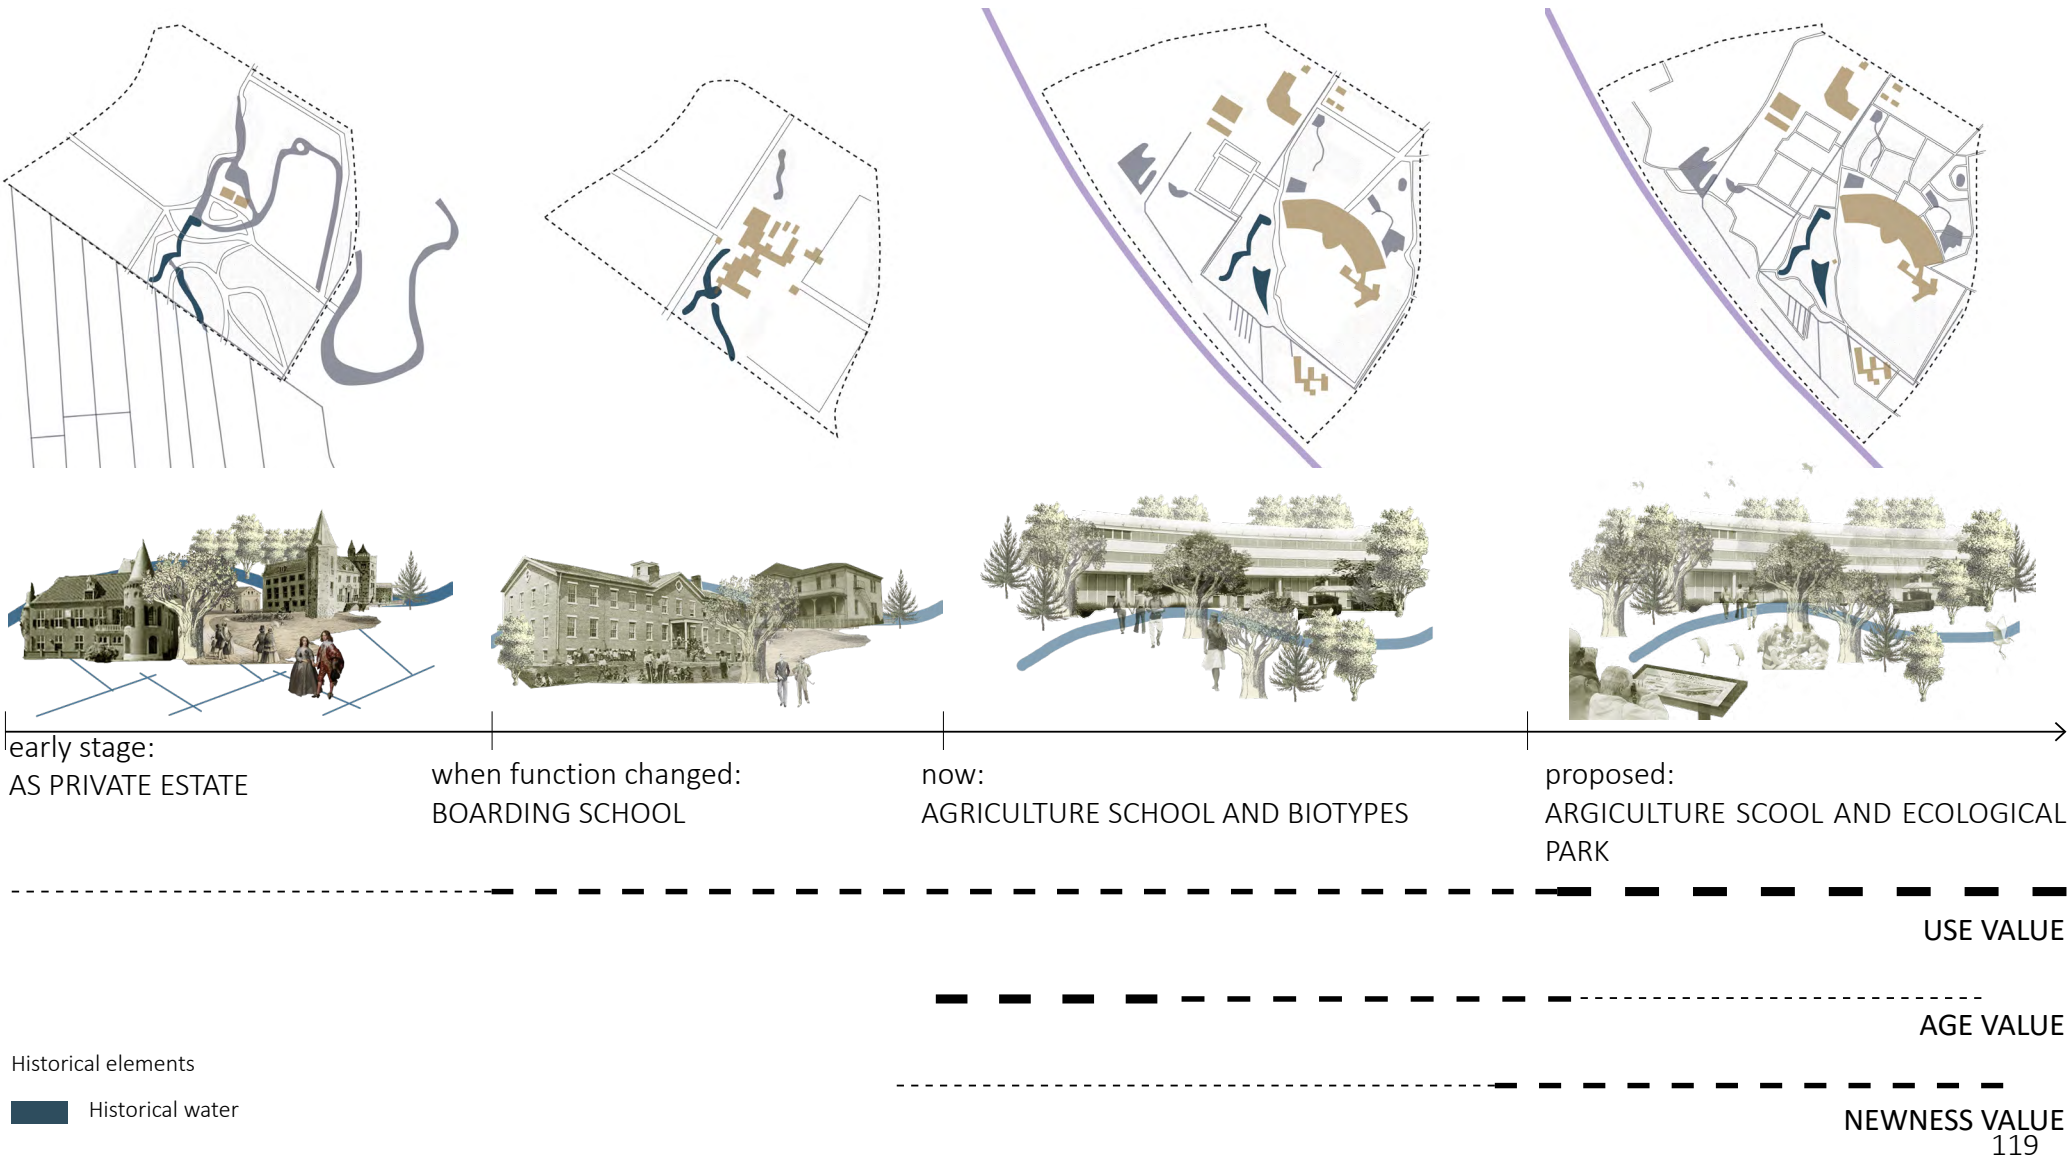 early stage:
AS PRIVATE ESTATE
when function changed:
BOARDING SCHOOL
now:
AGRICULTURE SCHOOL AND BIOTYPES
proposed:
ARGICULTURE SCOOL AND ECOLOGICAL
PARK
USE VALUE
AGE VALUE
NEWNESS VALUE
Historical elements
Historical water
119